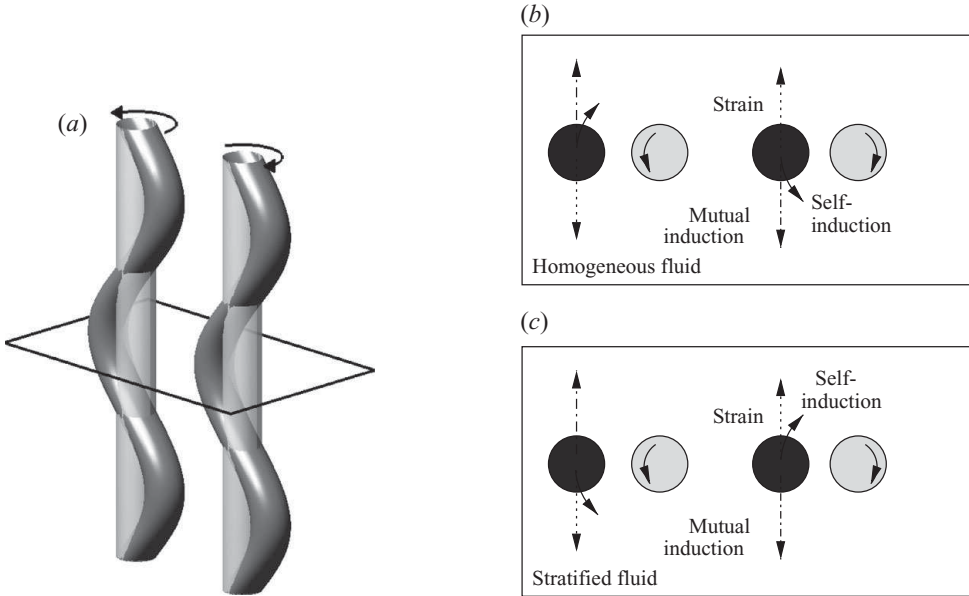 (a)
(b)
Strain
Self-
induction
Mutual
induction
Homogeneous fluid
(c)
Self-
induction
Strain
Mutual
induction
Stratified fluid